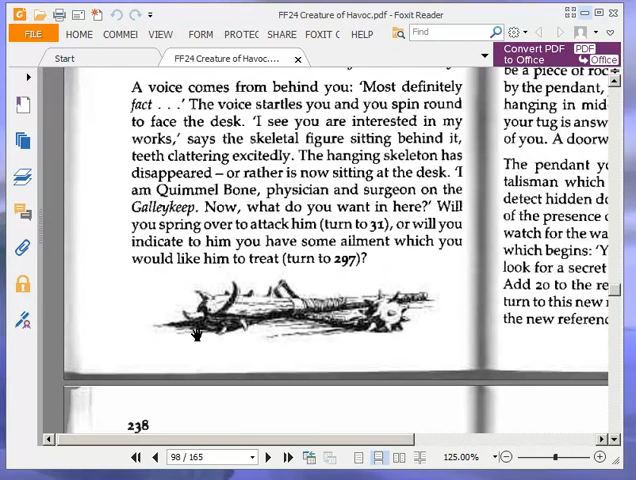 FF24 Creature of Havoc.pdf - Foxit Reader
FILE HOME COMMEI VIEW FORM PROTEC SHARE FOXIT C HELP Find
Start FF24 Creature of Havoc....
Convert PDF to Office
PDF
Office
A voice comes from behind you: 'Most definitely
fact . . .' The voice startles you and you spin round
to face the desk. 'I see you are interested in my
works,' says the skeletal figure sitting behind it,
teeth clattering excitedly. The hanging skeleton has
disappeared – or rather is now sitting at the desk. 'I
am Quimmel Bone, physician and surgeon on the
Galleykeep. Now, what do you want in here?' Will
you spring over to attack him (turn to 31), or will you
indicate to him you have some ailment which you
would like him to treat (turn to 297)?
be a piece of roc
by the pendant,
hanging in mid-
your tug is answ
of you. A doorw
The pendant yo
talisman which
detect hidden do
of the presence o
watch for the wa
which begins: 'Y
look for a secret
Add 20 to the re
turn to this new r
the new referenc
238
98 / 165
125.00%